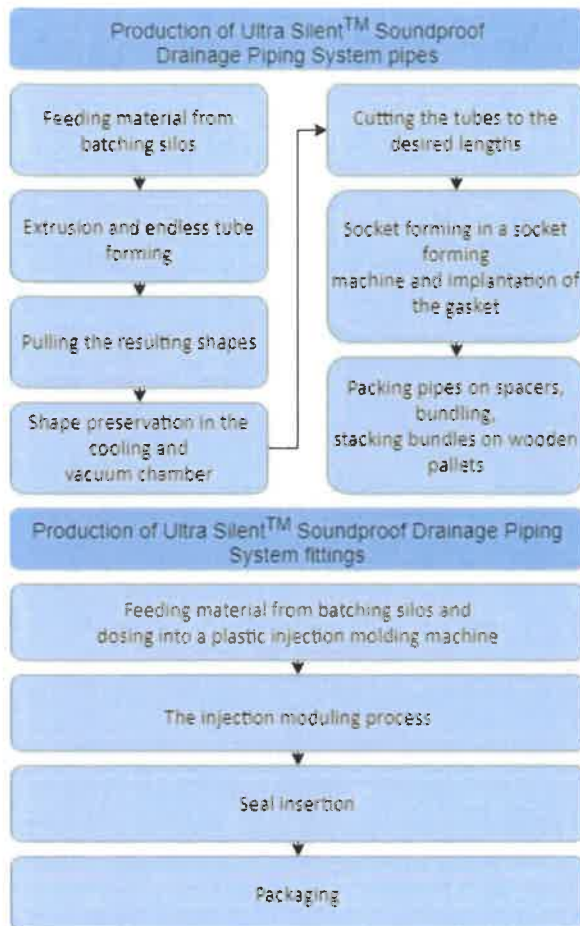 Production of Ultra Silent™ Soundproof
Drainage Piping System pipes
Feeding material from
batching silos
Extrusion and endless tube
forming
Pulling the resulting shapes
Shape preservation in the
cooling and
vacuum chamber
Cutting the tubes to the
desired lengths
Socket forming in a socket
forming
machine and implantation of
the gasket
Packing pipes on spacers,
bundling,
stacking bundles on wooden
pallets
Production of Ultra Silent™ Soundproof Drainage Piping
System fittings
Feeding material from batching silos and
dosing into a plastic injection molding machine
The injection moduling process
Seal insertion
Packaging